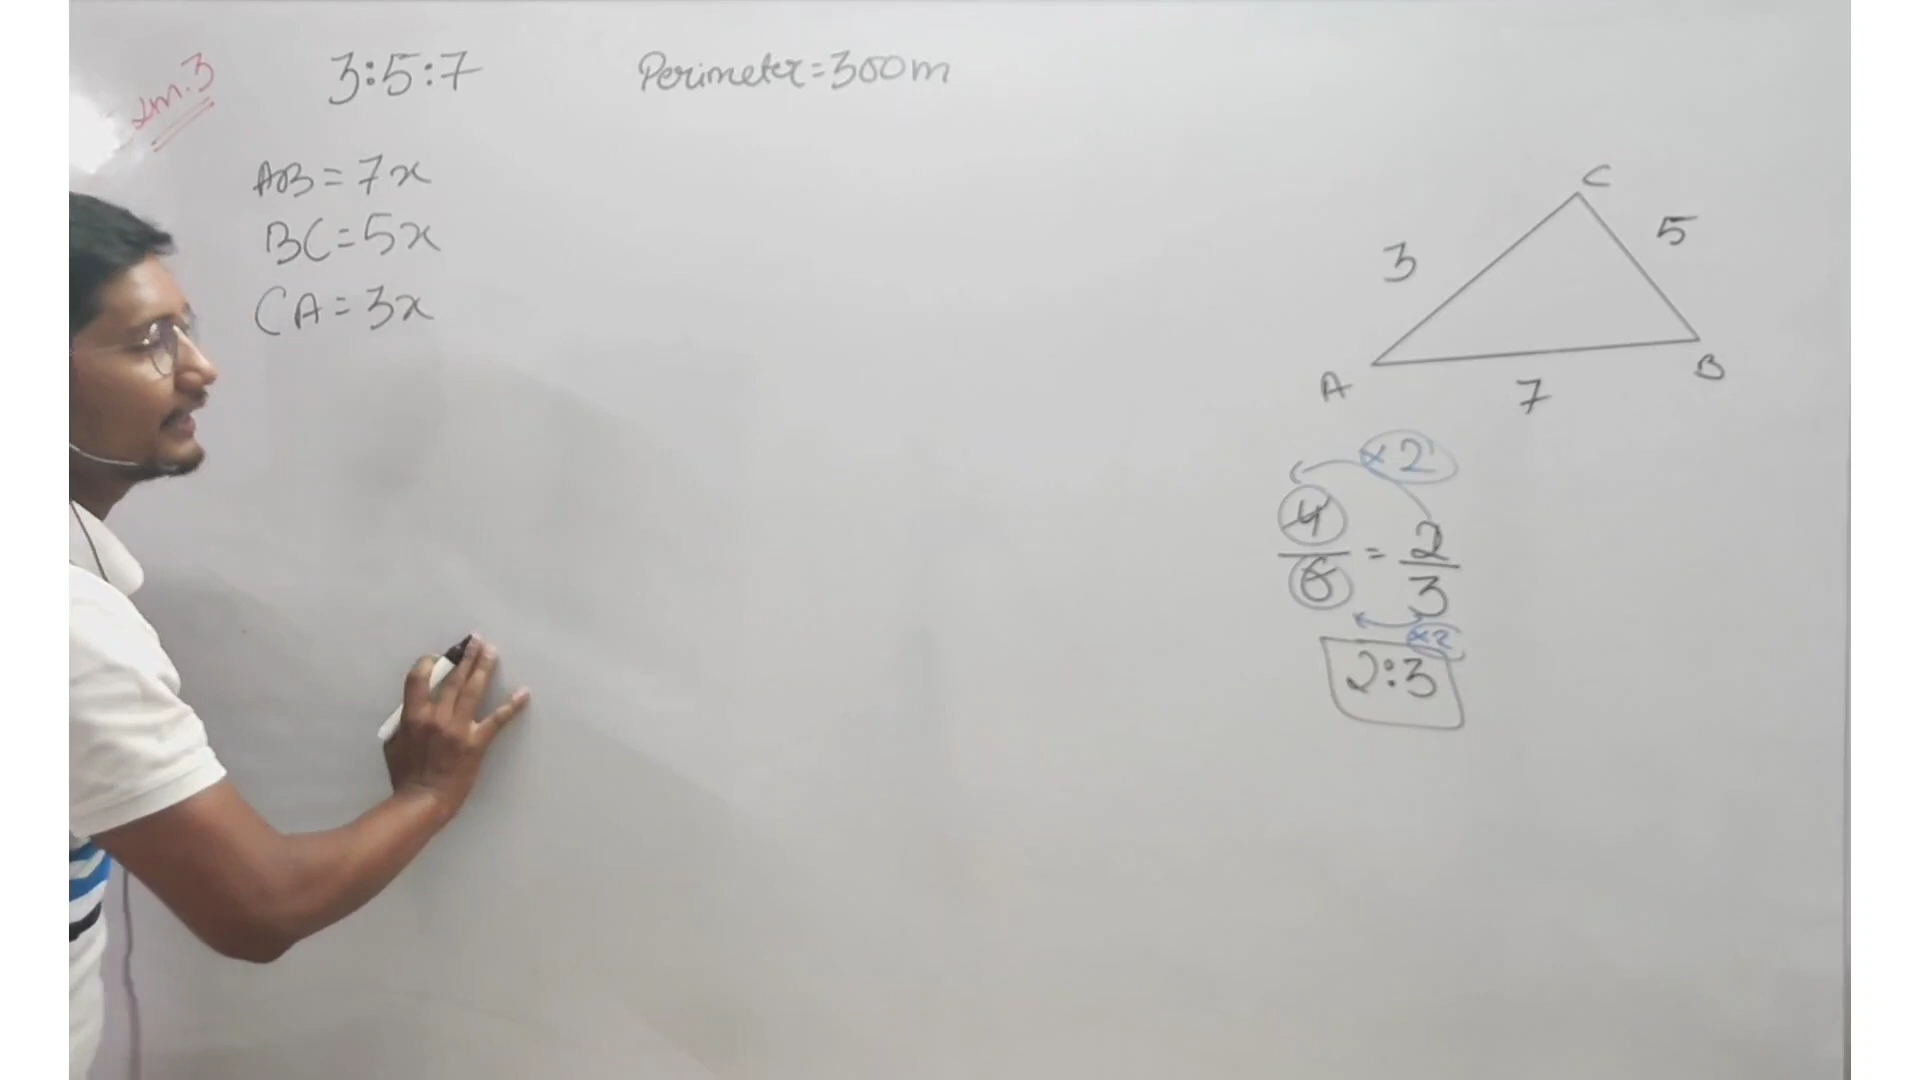 3:5:7
Perimeter=300m
AB=7x
BC=5x
CA=3x
C
3
5
A
B
7
×2
4/6 = 2/3
×2
2:3